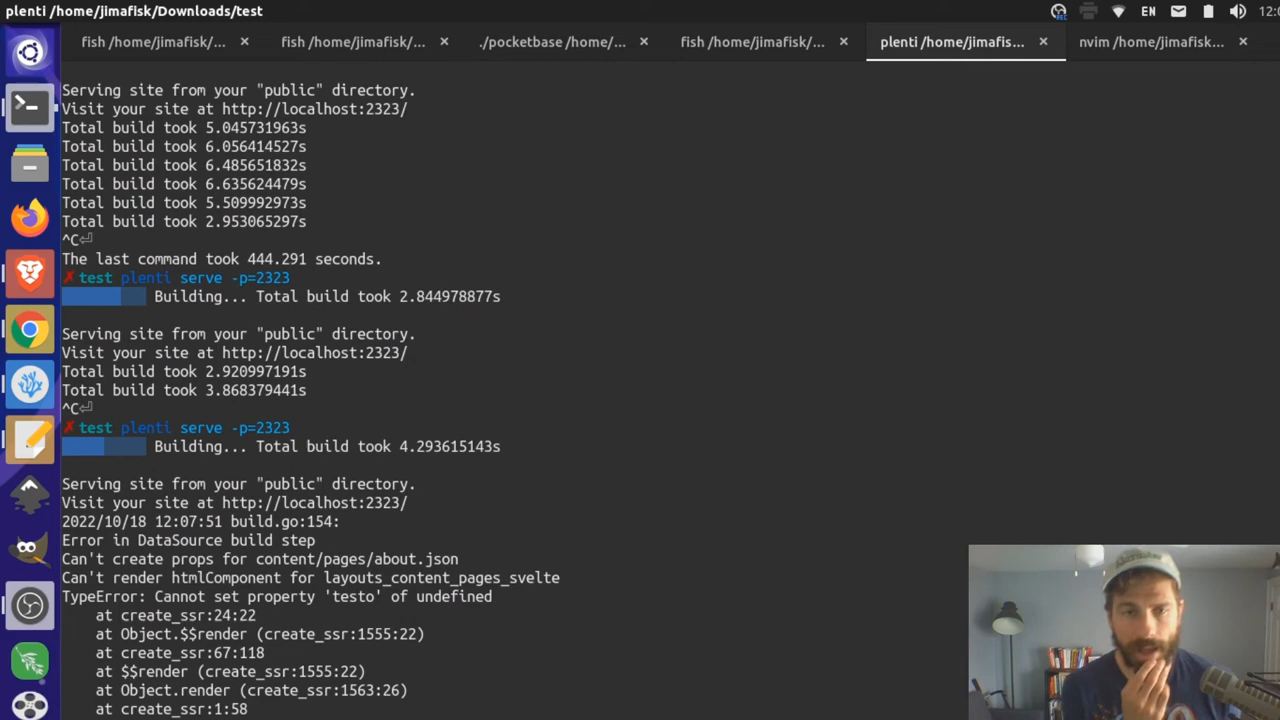 plenti /home/jimafisk/Downloads/test
EN
12:0
fish /home/jimafisk/... ×
fish /home/jimafisk/... ×
./pocketbase /home/... ×
fish /home/jimafisk/... ×
plenti /home/jimafis... ×
nvim /home/jimafisk... ×
Serving site from your "public" directory.
Visit your site at http://localhost:2323/
Total build took 5.045731963s
Total build took 6.056414527s
Total build took 6.485651832s
Total build took 6.635624479s
Total build took 5.509992973s
Total build took 2.953065297s
^C⏎
The last command took 444.291 seconds.
✗ test plenti serve -p=2323
Building... Total build took 2.844978877s
Serving site from your "public" directory.
Visit your site at http://localhost:2323/
Total build took 2.920997191s
Total build took 3.868379441s
^C⏎
✗ test plenti serve -p=2323
Building... Total build took 4.293615143s
Serving site from your "public" directory.
Visit your site at http://localhost:2323/
2022/10/18 12:07:51 build.go:154:
Error in DataSource build step
Can't create props for content/pages/about.json
Can't render htmlComponent for layouts_content_pages_svelte
TypeError: Cannot set property 'testo' of undefined
at create_ssr:24:22
at Object.$$render (create_ssr:1555:22)
at create_ssr:67:118
at $$render (create_ssr:1555:22)
at Object.render (create_ssr:1563:26)
at create_ssr:1:58